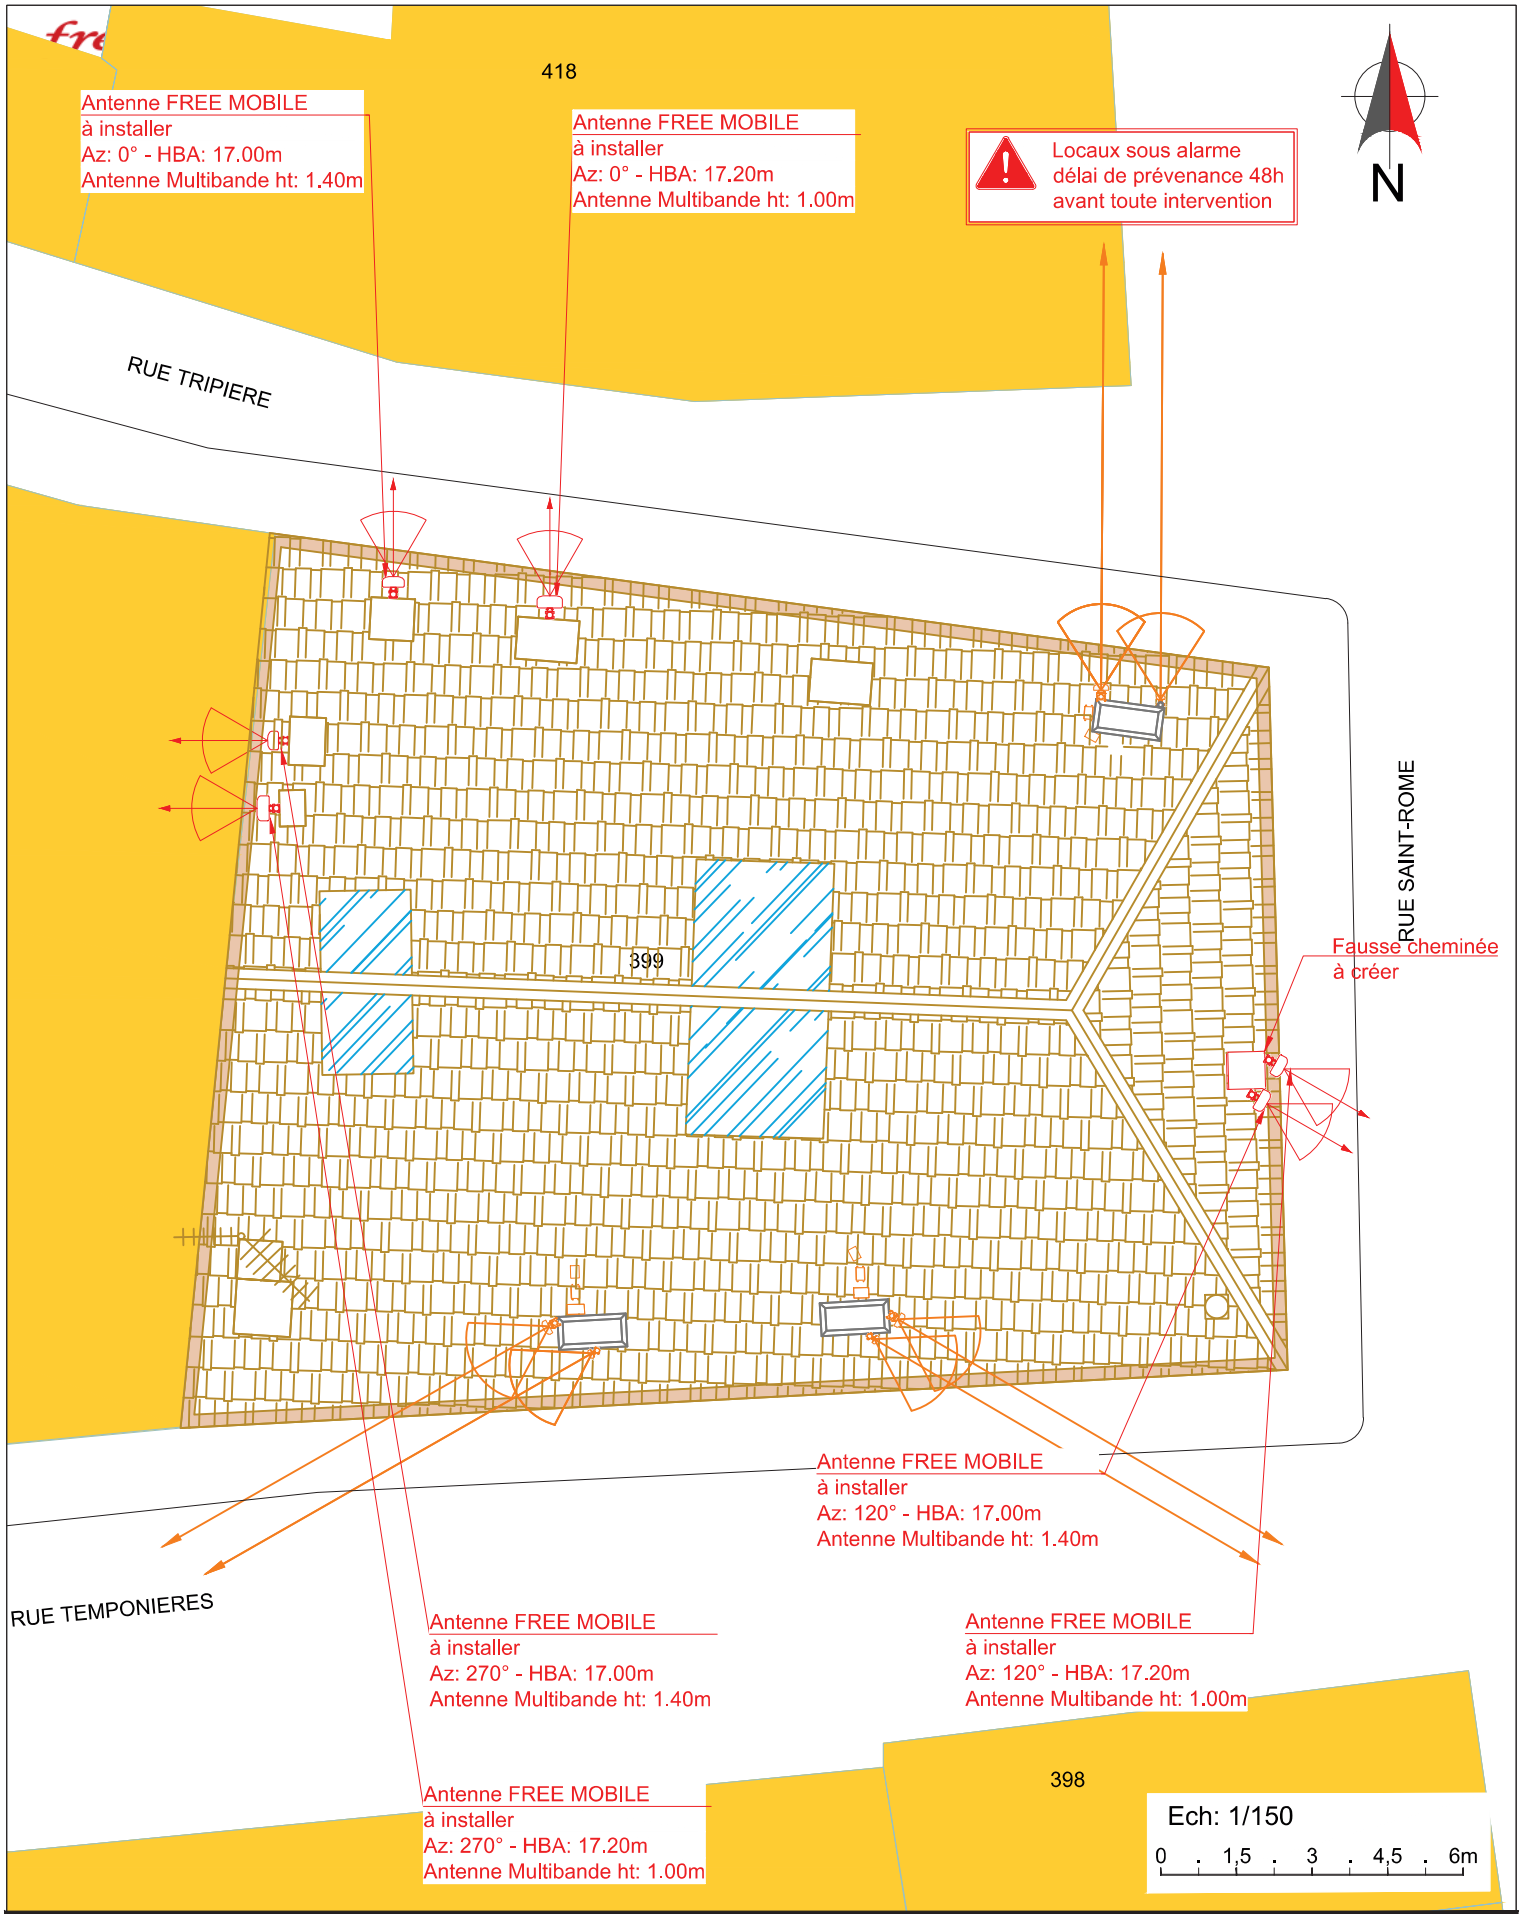 fre
418
Antenne FREE MOBILE
à installer
Az: 0° - HBA: 17.00m
Antenne Multibande ht: 1.40m
Antenne FREE MOBILE
à installer
Az: 0° - HBA: 17.20m
Antenne Multibande ht: 1.00m
Locaux sous alarme
délai de prévenance 48h
avant toute intervention
N
RUE TRIPIERE
RUE SAINT-ROME
399
Fausse cheminée
à créer
Antenne FREE MOBILE
à installer
Az: 120° - HBA: 17.00m
Antenne Multibande ht: 1.40m
RUE TEMPONIERES
Antenne FREE MOBILE
à installer
Az: 270° - HBA: 17.00m
Antenne Multibande ht: 1.40m
Antenne FREE MOBILE
à installer
Az: 120° - HBA: 17.20m
Antenne Multibande ht: 1.00m
Antenne FREE MOBILE
à installer
Az: 270° - HBA: 17.20m
Antenne Multibande ht: 1.00m
398
Ech: 1/150
0 . 1,5 . 3 . 4,5 . 6m